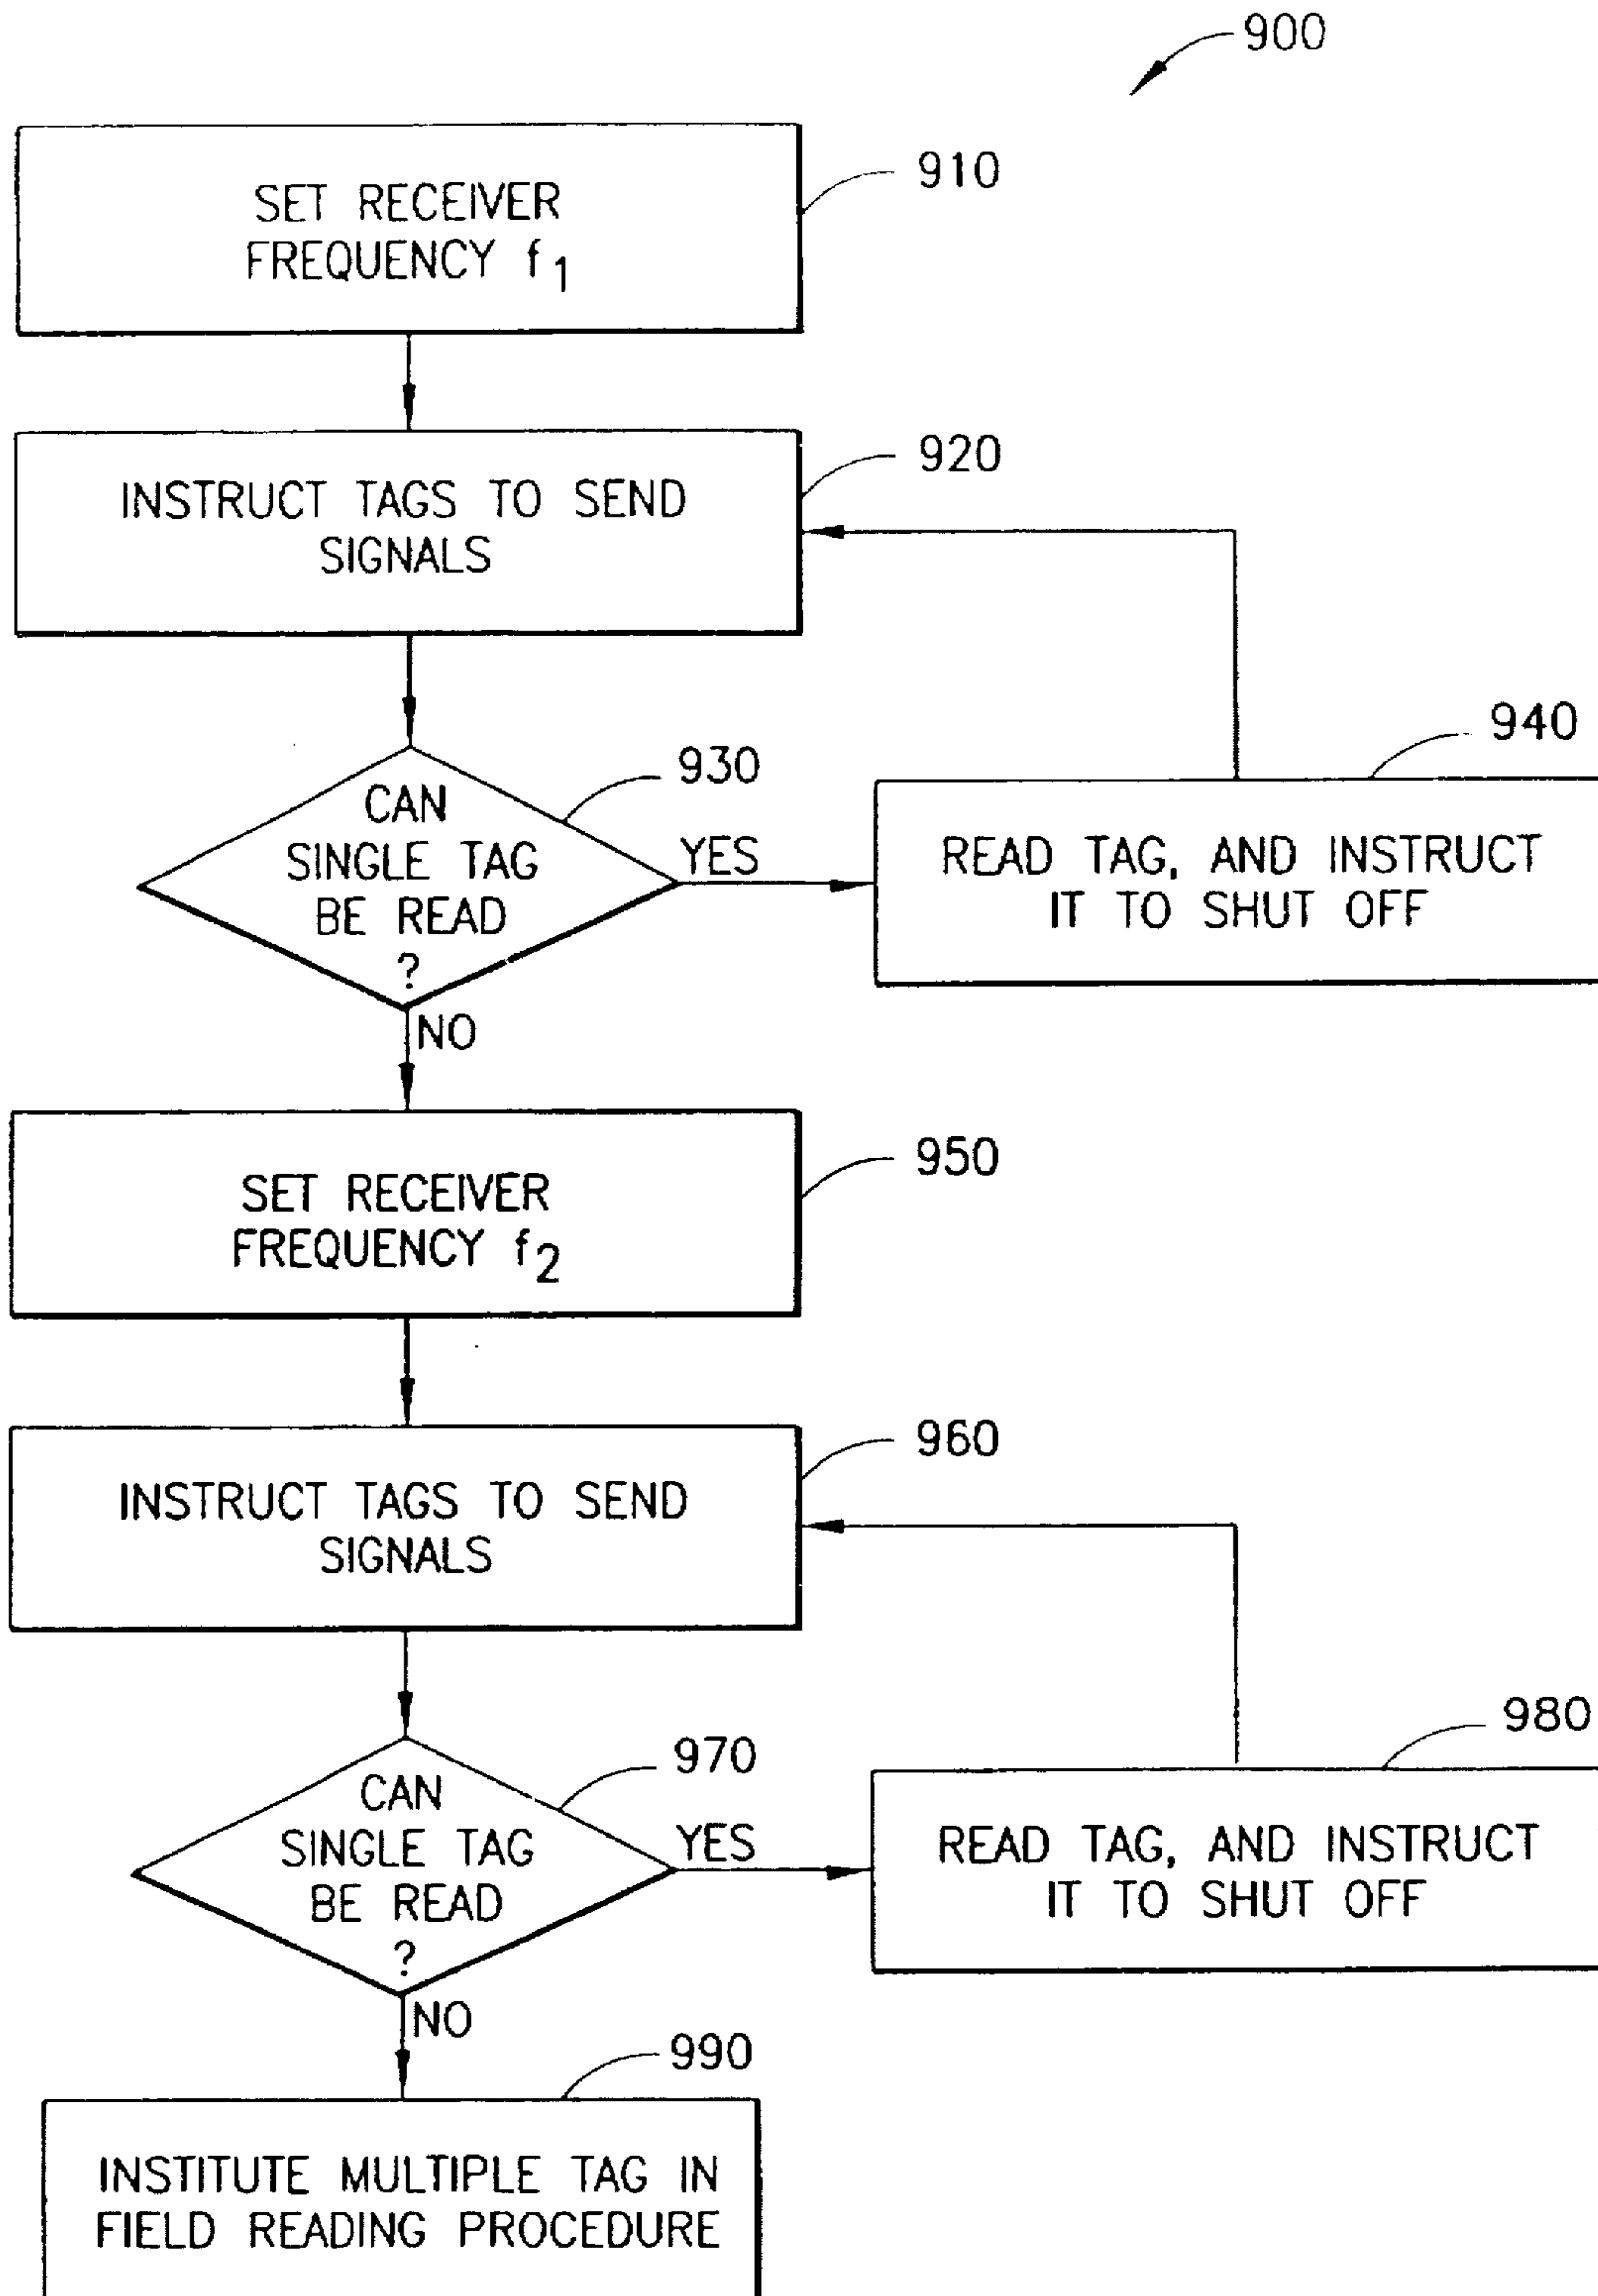 900
910
SET RECEIVER
FREQUENCY f1
920
INSTRUCT TAGS TO SEND
SIGNALS
930
CAN
SINGLE TAG
BE READ
?
YES
940
READ TAG, AND INSTRUCT
IT TO SHUT OFF
NO
950
SET RECEIVER
FREQUENCY f2
960
INSTRUCT TAGS TO SEND
SIGNALS
970
CAN
SINGLE TAG
BE READ
?
YES
980
READ TAG, AND INSTRUCT
IT TO SHUT OFF
NO
990
INSTITUTE MULTIPLE TAG IN
FIELD READING PROCEDURE